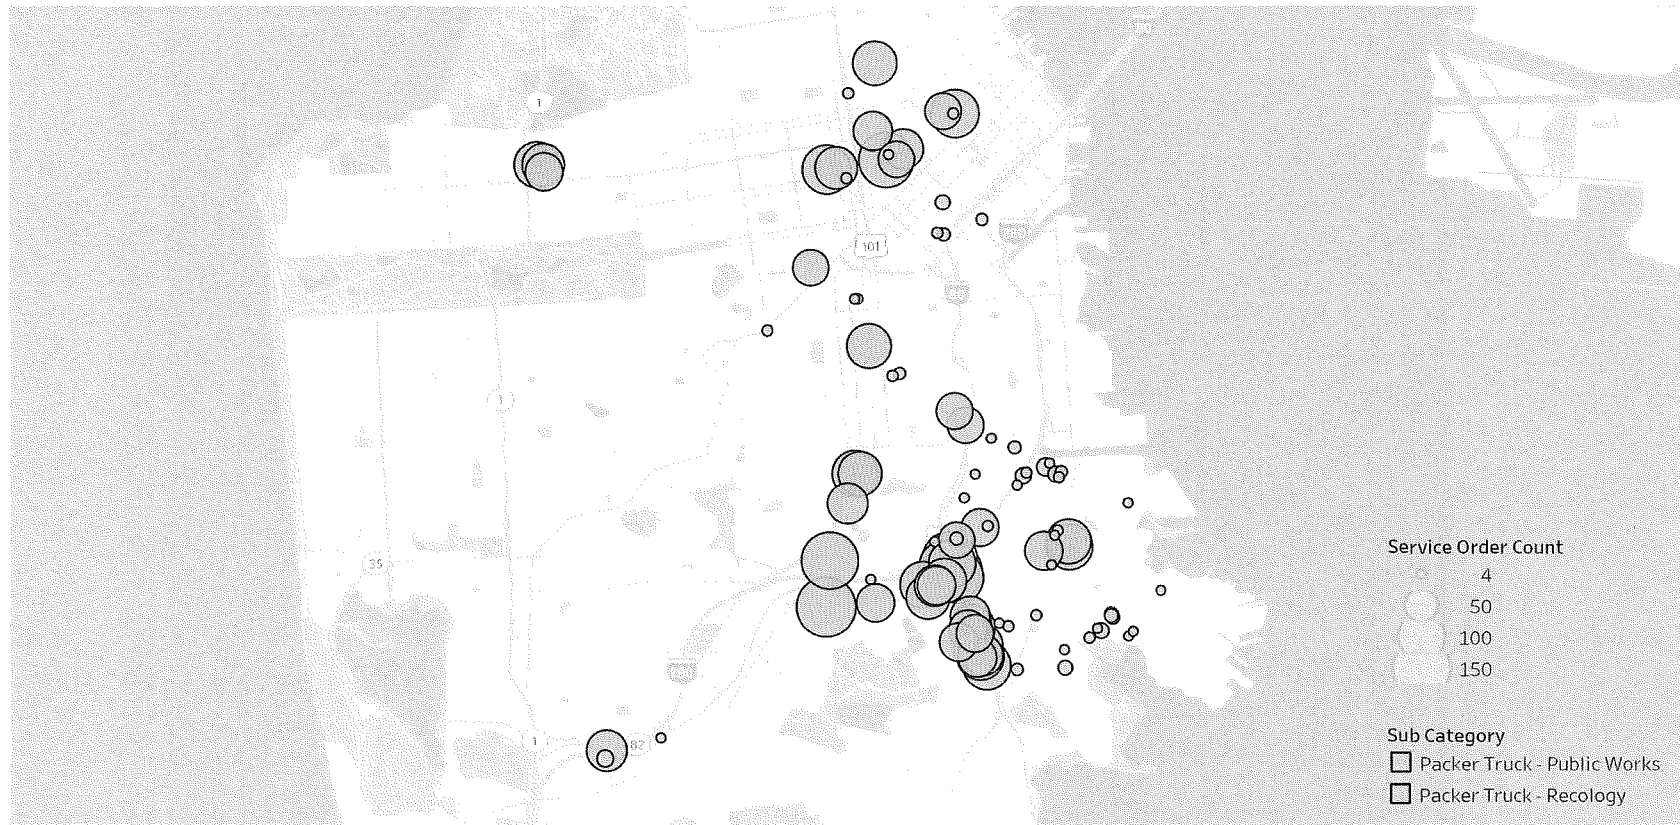 1
101
1
35
1
82
Service Order Count
4
50
100
150
Sub Category
Packer Truck - Public Works
Packer Truck - Recology